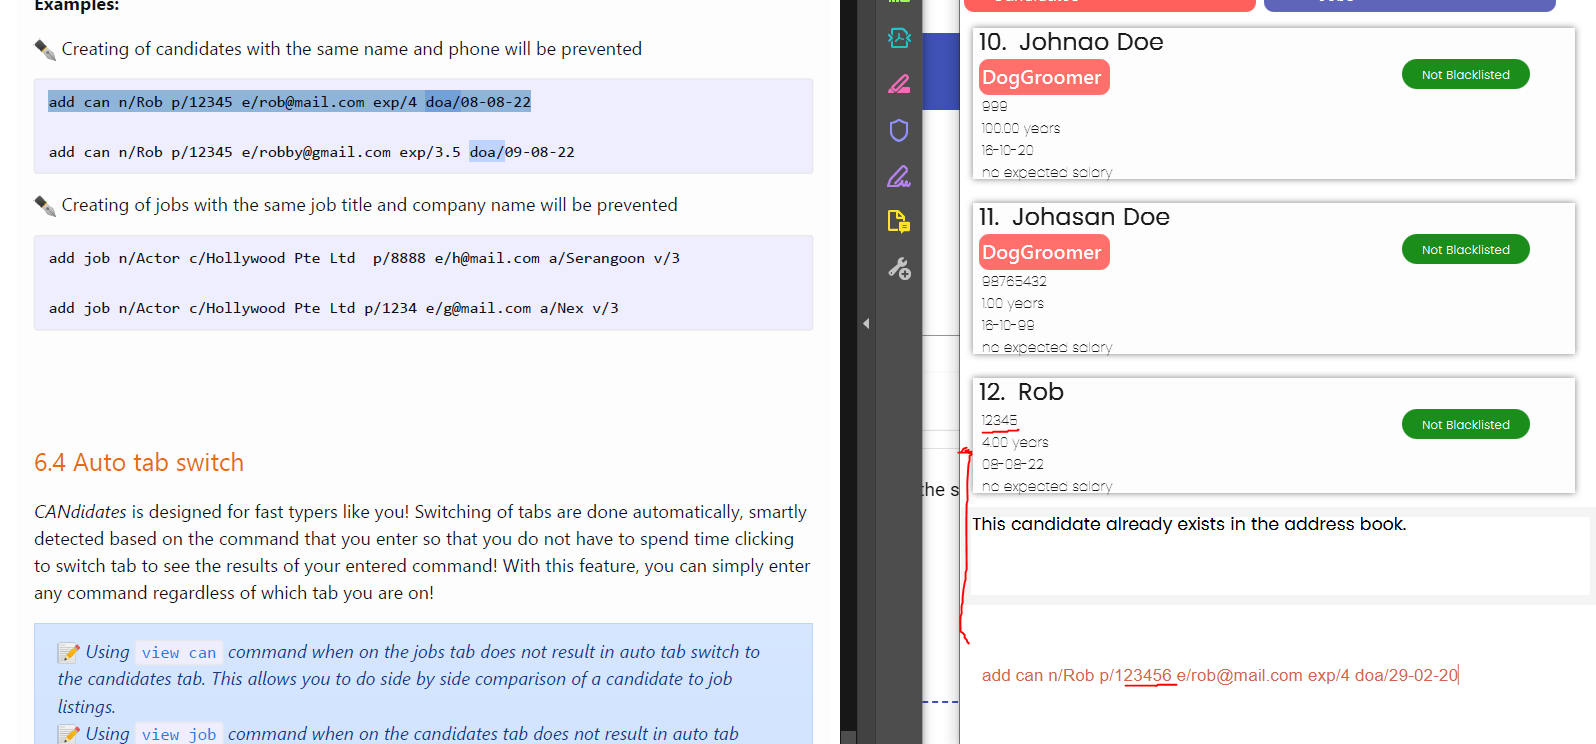 Examples:
Creating of candidates with the same name and phone will be prevented
add can n/Rob p/12345 e/rob@mail.com exp/4 doa/08-08-22
add can n/Rob p/12345 e/robby@gmail.com exp/3.5 doa/09-08-22
Creating of jobs with the same job title and company name will be prevented
add job n/Actor c/Hollywood Pte Ltd  p/8888 e/h@mail.com a/Serangoon v/3
add job n/Actor c/Hollywood Pte Ltd p/1234 e/g@mail.com a/Nex v/3
6.4 Auto tab switch
CANdidates is designed for fast typers like you! Switching of tabs are done automatically, smartly
detected based on the command that you enter so that you do not have to spend time clicking
to switch tab to see the results of your entered command! With this feature, you can simply enter
any command regardless of which tab you are on!
Using view can command when on the jobs tab does not result in auto tab switch to
the candidates tab. This allows you to do side by side comparison of a candidate to job
listings.
Using view job command when on the candidates tab does not result in auto tab
the s
10. Johnao Doe
DogGroomer
Not Blacklisted
999
100.00 years
16-10-20
no expected salary
11. Johasan Doe
DogGroomer
Not Blacklisted
98765432
1.00 years
16-10-99
no expected salary
12. Rob
12345
Not Blacklisted
4.00 years
08-08-22
no expected salary
This candidate already exists in the address book.
add can n/Rob p/123456 e/rob@mail.com exp/4 doa/29-02-20